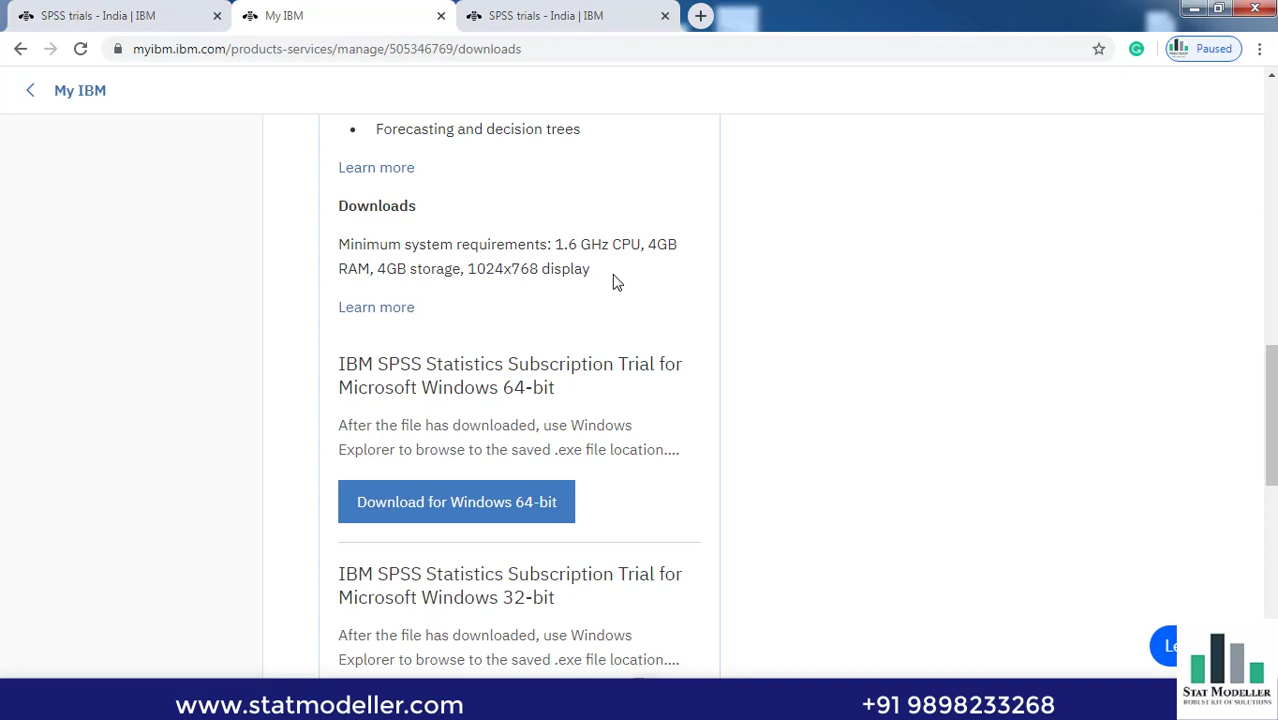 SPSS trials - India | IBM
My IBM
SPSS trials - India | IBM
myibm.ibm.com/products-services/manage/505346769/downloads
Paused
My IBM
Forecasting and decision trees
Learn more
Downloads
Minimum system requirements: 1.6 GHz CPU, 4GB
RAM, 4GB storage, 1024x768 display
Learn more
IBM SPSS Statistics Subscription Trial for
Microsoft Windows 64-bit
After the file has downloaded, use Windows
Explorer to browse to the saved .exe file location....
Download for Windows 64-bit
IBM SPSS Statistics Subscription Trial for
Microsoft Windows 32-bit
After the file has downloaded, use Windows
Explorer to browse to the saved .exe file location....
STAT MODELLER
ROBUST KIT OF SOLUTIONS
www.statmodeller.com
+91 9898233268